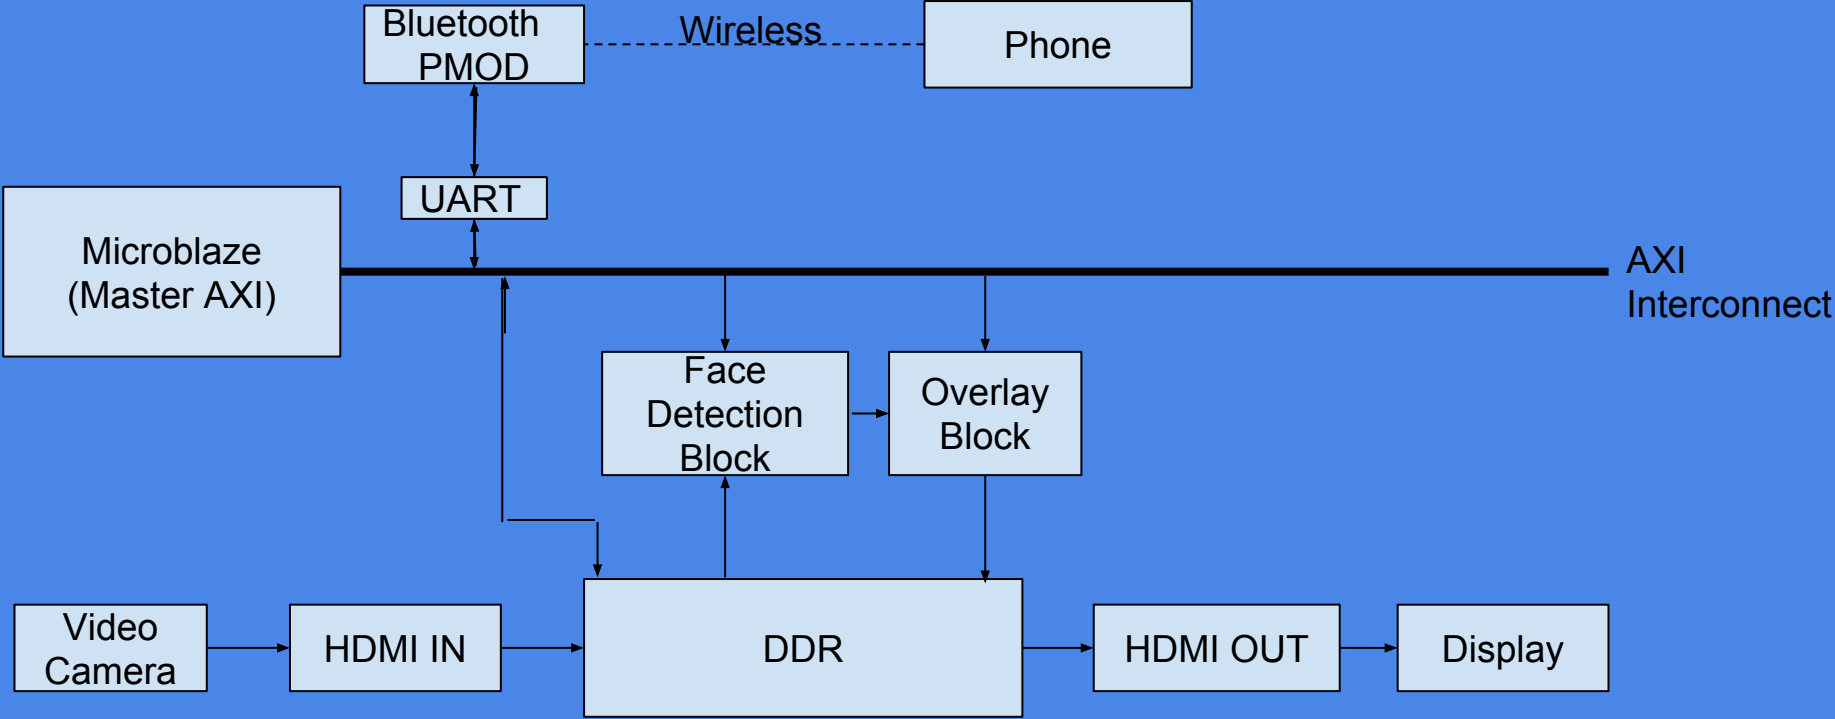 Bluetooth
PMOD
Wireless
Phone
UART
Microblaze
(Master AXI)
AXI
Interconnect
Face
Detection
Block
Overlay
Block
Video
Camera
HDMI IN
DDR
HDMI OUT
Display